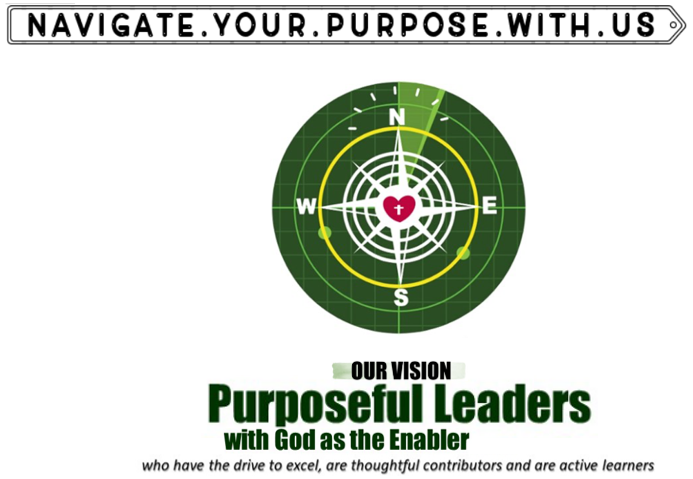 NAVIGATE.YOUR.PURPOSE.WITH.US
N
W E
S
OUR VISION
Purposeful Leaders
with God as the Enabler
who have the drive to excel, are thoughtful contributors and are active learners